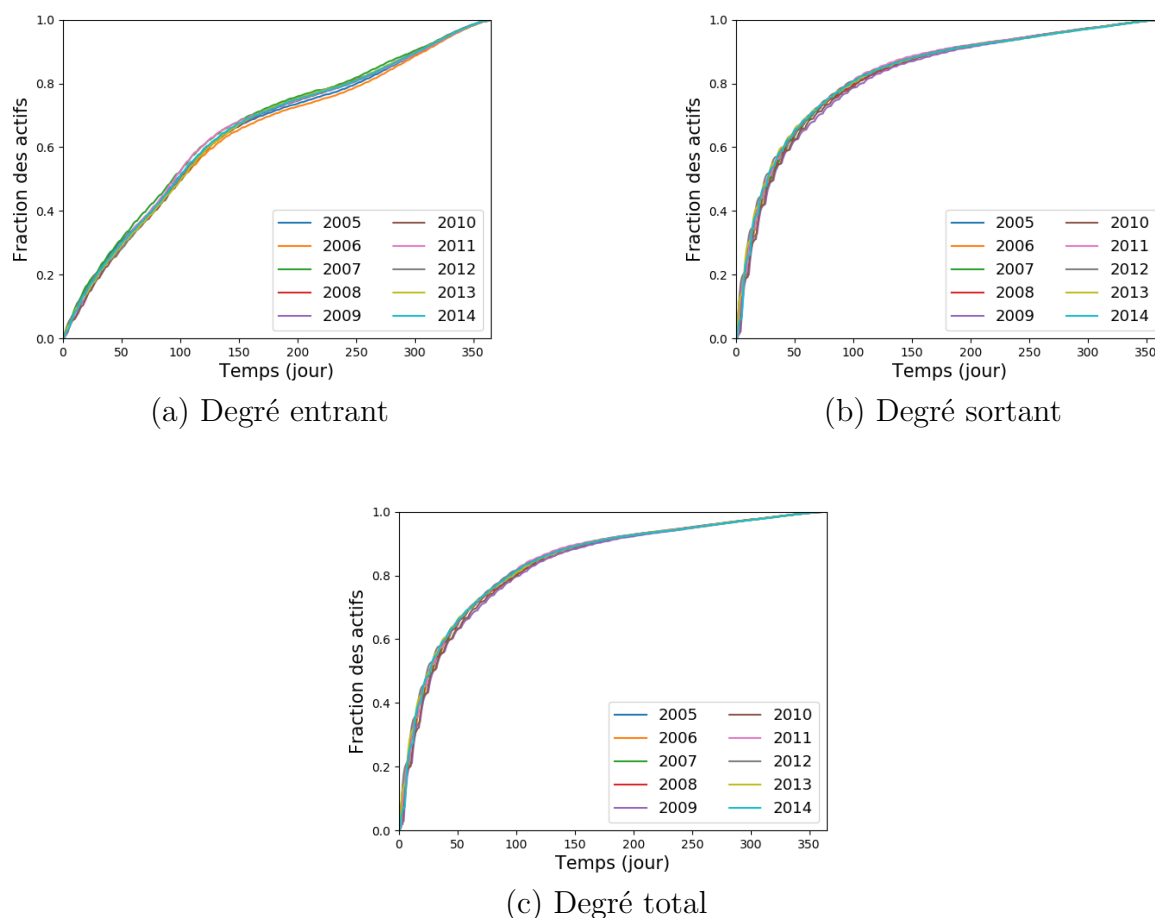 1.0
0.8
0.6
0.4
0.2
0.0
Fraction des actifs
0 50 100 150 200 250 300 350
Temps (jour)
2005 2010
2006 2011
2007 2012
2008 2013
2009 2014
(a) Degré entrant
1.0
0.8
0.6
0.4
0.2
0.0
Fraction des actifs
0 50 100 150 200 250 300 350
Temps (jour)
2005 2010
2006 2011
2007 2012
2008 2013
2009 2014
(b) Degré sortant
1.0
0.8
0.6
0.4
0.2
0.0
Fraction des actifs
0 50 100 150 200 250 300 350
Temps (jour)
2005 2010
2006 2011
2007 2012
2008 2013
2009 2014
(c) Degré total